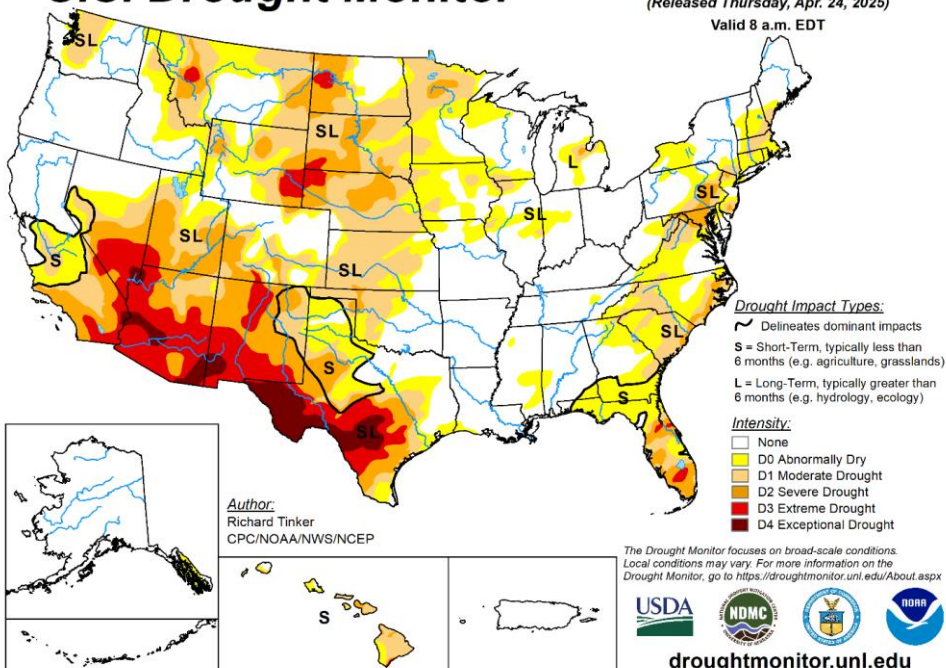 U.S. Drought Monitor
(Released Thursday, Apr. 24, 2025)
Valid 8 a.m. EDT
SL
SL
SL
L
SL
SL
SL
S
SL
SL
S
S
SL
Drought Impact Types:
Delineates dominant impacts
S = Short-Term, typically less than
6 months (e.g. agriculture, grasslands)
L = Long-Term, typically greater than
6 months (e.g. hydrology, ecology)
Intensity:
None
D0 Abnormally Dry
D1 Moderate Drought
D2 Severe Drought
D3 Extreme Drought
D4 Exceptional Drought
Author:
Richard Tinker
CPC/NOAA/NWS/NCEP
S
The Drought Monitor focuses on broad-scale conditions.
Local conditions may vary. For more information on the
Drought Monitor, go to https://droughtmonitor.unl.edu/About.aspx
USDA
NDMC
NOAA
droughtmonitor.unl.edu